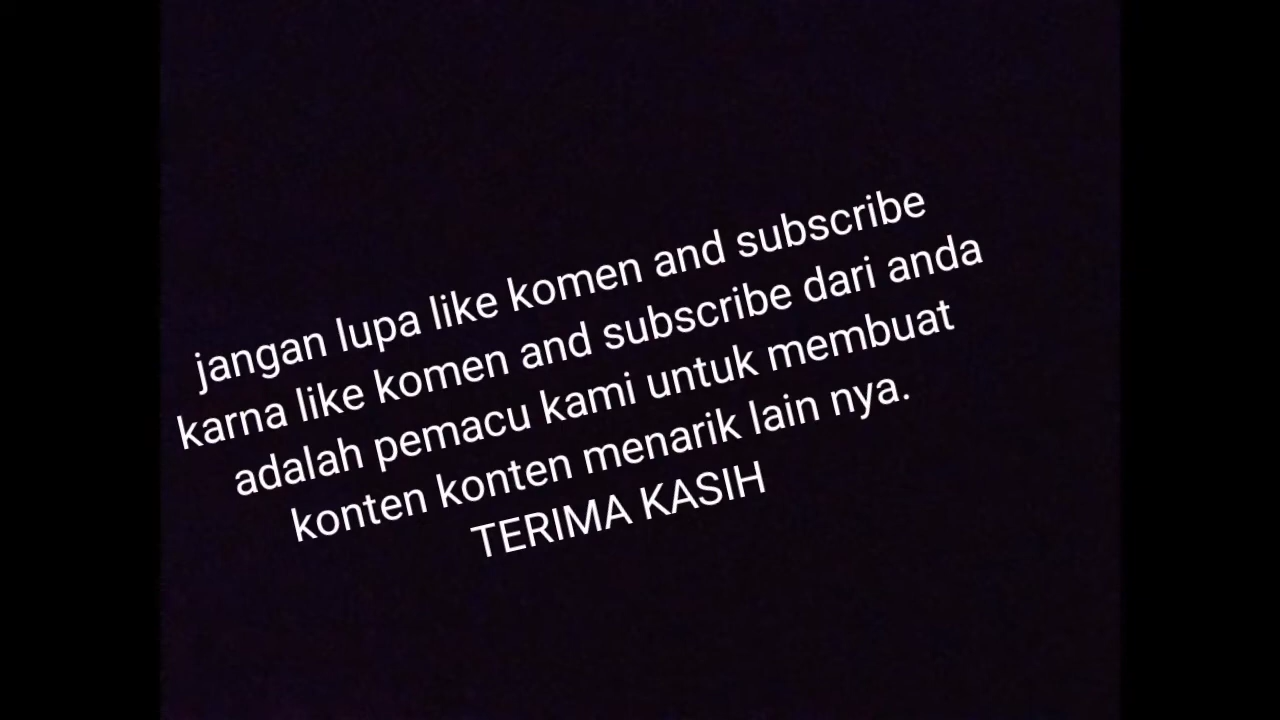 jangan lupa like komen and subscribe
karna like komen and subscribe dari anda
adalah pemacu kami untuk membuat
konten konten menarik lain nya.
TERIMA KASIH